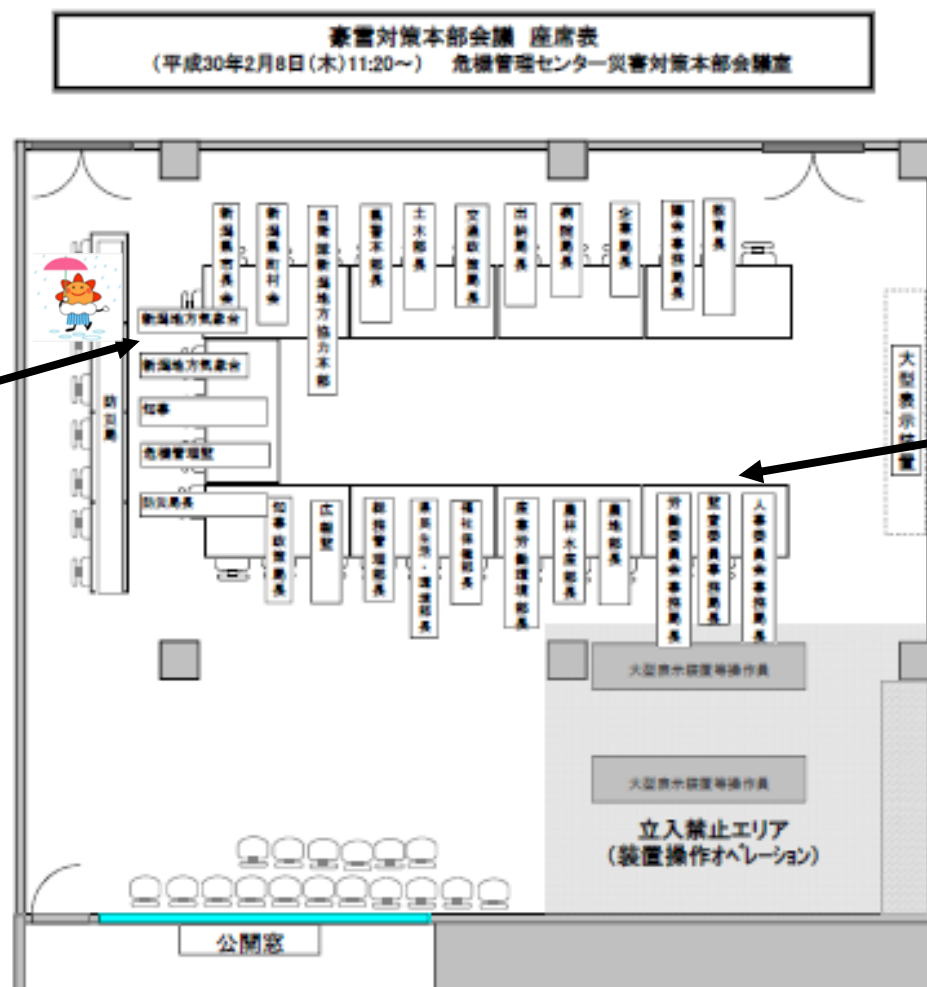 豪雪対策本部会議 座席表
(平成30年2月8日(木)11:20～) 危機管理センター災害対策本部会議室
新潟県市長会
新潟県町村会
自衛隊新潟地方協力本部
県警本部長
土木部長
交通政策局長
出納局長
病院局長
企業局長
議会事務局長
教育長
新潟地方気象台
新潟地方気象台
知事
危機管理監
防災局長
防災局
大型表示装置
知事政策局長
広報監
総務管理部長
県民生活・環境部長
福祉保健部長
産業労働観光部長
農林水産部長
農地部長
労働委員会事務局長
監査委員事務局長
人事委員会事務局長
大型表示装置等操作員
大型表示装置等操作員
立入禁止エリア
(装置操作オペレーション)
公開窓